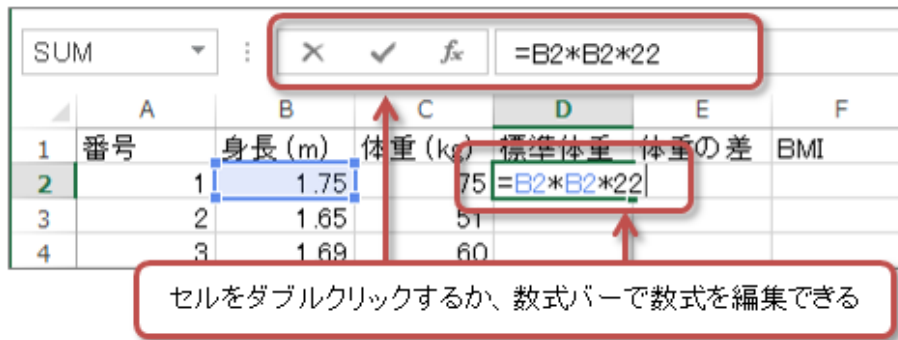 SUM fx =B2*B2*22
A B C D E F
1 番号 身長(m) 体重(kg) 標準体重 体重の差 BMI
2 1 1.75 75 =B2*B2*22
3 2 1.65 51
4 3 1.69 60
セルをダブルクリックするか、数式バーで数式を編集できる